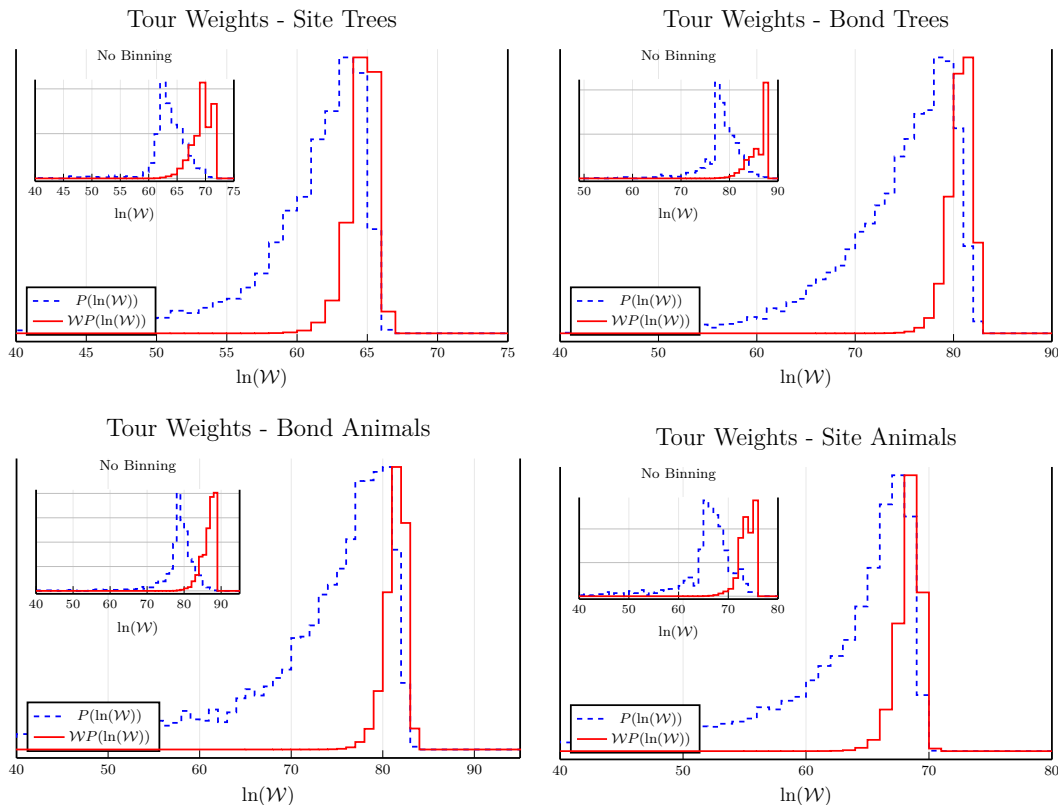 Tour Weights - Site Trees
No Binning
40 45 50 55 60 65 70 75
ln(𝒲)
P(ln(𝒲))
𝒲P(ln(𝒲))
40 45 50 55 60 65 70 75
ln(𝒲)
Tour Weights - Bond Trees
No Binning
50 60 70 80 90
ln(𝒲)
P(ln(𝒲))
𝒲P(ln(𝒲))
40 50 60 70 80 90
ln(𝒲)
Tour Weights - Bond Animals
No Binning
40 50 60 70 80 90
ln(𝒲)
P(ln(𝒲))
𝒲P(ln(𝒲))
40 50 60 70 80 90
ln(𝒲)
Tour Weights - Site Animals
No Binning
40 50 60 70 80
ln(𝒲)
P(ln(𝒲))
𝒲P(ln(𝒲))
40 50 60 70 80
ln(𝒲)